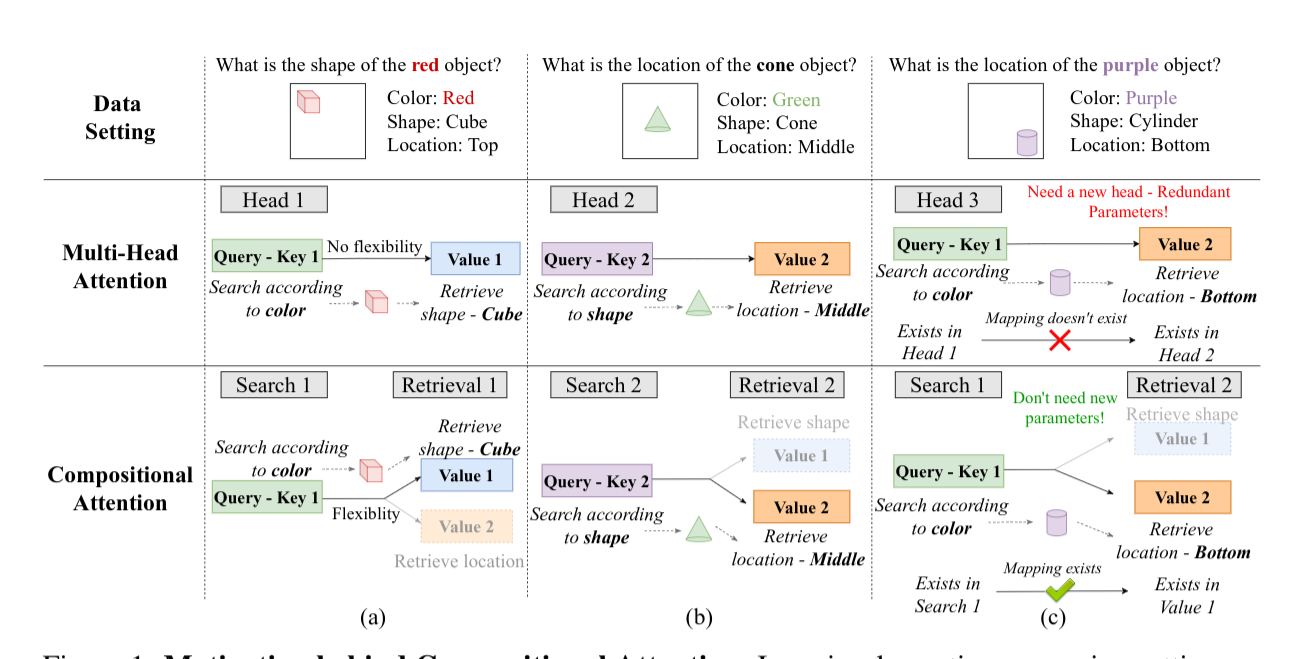 What is the shape of the red object?
Data
Setting
Color: Red
Shape: Cube
Location: Top
What is the location of the cone object?
Color: Green
Shape: Cone
Location: Middle
What is the location of the purple object?
Color: Purple
Shape: Cylinder
Location: Bottom
Multi-Head
Attention
Head 1
Query - Key 1
No flexibility
Value 1
Search according
to color
Retrieve
shape - Cube
Head 2
Query - Key 2
Value 2
Search according
to shape
Retrieve
location - Middle
Head 3
Need a new head - Redundant
Parameters!
Query - Key 1
Value 2
Search according
to color
Retrieve
location - Bottom
Exists in
Head 1
Mapping doesn't exist
Exists in
Head 2
Compositional
Attention
Search 1
Retrieval 1
Search according
to color
Retrieve
shape - Cube
Query - Key 1
Flexiblity
Value 1
Value 2
Retrieve location
Search 2
Retrieval 2
Retrieve shape
Value 1
Query - Key 2
Value 2
Search according
to shape
Retrieve
location - Middle
Search 1
Retrieval 2
Don't need new
parameters!
Retrieve shape
Value 1
Query - Key 1
Value 2
Search according
to color
Retrieve
location - Bottom
Exists in
Search 1
Mapping exists
Exists in
Value 1
(a)
(b)
(c)